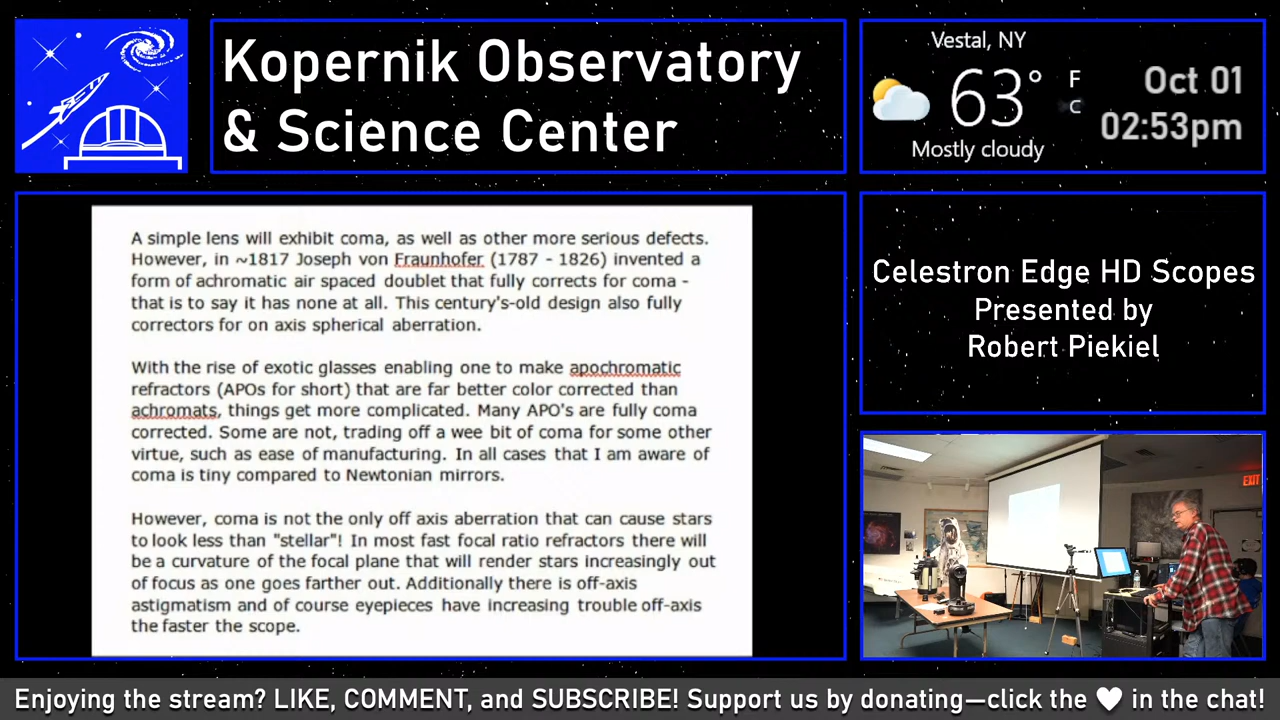 Kopernik Observatory
& Science Center
Vestal, NY
63° F
C
Mostly cloudy
Oct 01
02:53pm
A simple lens will exhibit coma, as well as other more serious defects.
However, in ~1817 Joseph von Fraunhofer (1787 - 1826) invented a
form of achromatic air spaced doublet that fully corrects for coma -
that is to say it has none at all. This century's-old design also fully
correctors for on axis spherical aberration.
With the rise of exotic glasses enabling one to make apochromatic
refractors (APOs for short) that are far better color corrected than
achromats, things get more complicated. Many APO's are fully coma
corrected. Some are not, trading off a wee bit of coma for some other
virtue, such as ease of manufacturing. In all cases that I am aware of
coma is tiny compared to Newtonian mirrors.
However, coma is not the only off axis aberration that can cause stars
to look less than "stellar"! In most fast focal ratio refractors there will
be a curvature of the focal plane that will render stars increasingly out
of focus as one goes farther out. Additionally there is off-axis
astigmatism and of course eyepieces have increasing trouble off-axis
the faster the scope.
Celestron Edge HD Scopes
Presented by
Robert Piekiel
EXIT
Enjoying the stream? LIKE, COMMENT, and SUBSCRIBE! Support us by donating—click the ♥ in the chat!